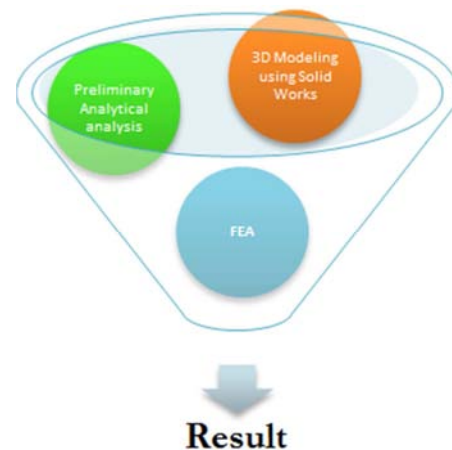 Preliminary
Analytical
analysis
3D Modeling
using Solid
Works
FEA
Result